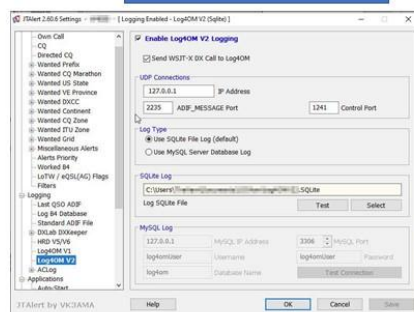 JTAlert 2.60.6 Settings - [ Logging Enabled - Log4OM V2 (Sqlite) ]
Own Call
CQ
Directed CQ
Wanted Prefix
Wanted CQ Marathon
Wanted US State
Wanted VE Province
Wanted DXCC
Wanted Continent
Wanted CQ Zone
Wanted ITU Zone
Wanted Grid
Miscellaneous Alerts
Alerts Priority
Worked B4
LoTW / eQSL(AG) Flags
Filters
Logging
Last QSO ADIF
Log B4 Database
Standard ADIF File
DXLab DXKeeper
HRD V5/V6
Log4OM V1
Log4OM V2
ACLog
Applications
Auto-Start
Enable Log4OM V2 Logging
Send WSJT-X DX Call to Log4OM
UDP Connections
127.0.0.1 IP Address
2235 ADIF_MESSAGE Port 1241 Control Port
Log Type
Use SQLite File Log (default)
Use MySQL Server Database Log
SQLite Log
C:\Users\ .SQLite
Log SQLite File Test Select
MySQL Log
127.0.0.1 MySQL IP Address 3306 MySQL Port
log4omUser Username log4omUser Password
log4om Database Name Test Connection
JTAlert by VK3AMA Help OK Cancel Save